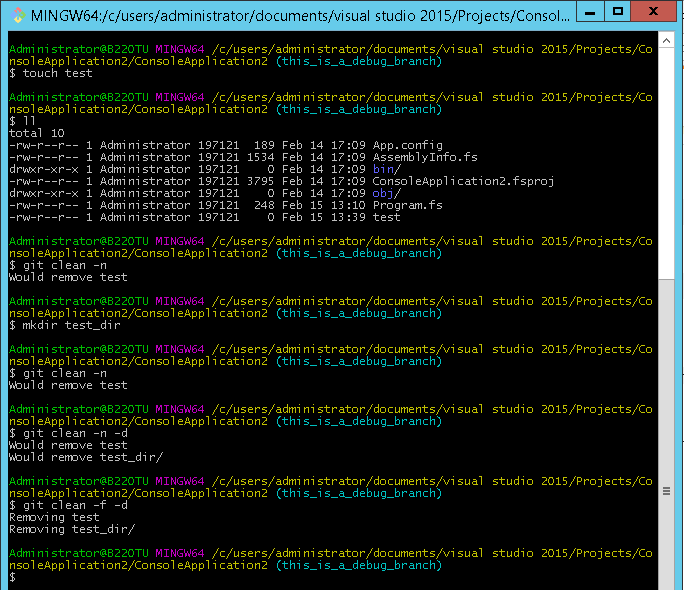 MINGW64:/c/users/administrator/documents/visual studio 2015/Projects/Consol...
Administrator@B220TU MINGW64 /c/users/administrator/documents/visual studio 2015/Projects/Co
nsoleApplication2/ConsoleApplication2 (this_is_a_debug_branch)
$ touch test
Administrator@B220TU MINGW64 /c/users/administrator/documents/visual studio 2015/Projects/Co
nsoleApplication2/ConsoleApplication2 (this_is_a_debug_branch)
$ ll
total 10
-rw-r--r-- 1 Administrator 197121  189 Feb 14 17:09 App.config
-rw-r--r-- 1 Administrator 197121 1534 Feb 14 17:09 AssemblyInfo.fs
drwxr-xr-x 1 Administrator 197121    0 Feb 14 17:09 bin/
-rw-r--r-- 1 Administrator 197121 3795 Feb 14 17:09 ConsoleApplication2.fsproj
drwxr-xr-x 1 Administrator 197121    0 Feb 14 17:09 obj/
-rw-r--r-- 1 Administrator 197121  248 Feb 15 13:10 Program.fs
-rw-r--r-- 1 Administrator 197121    0 Feb 15 13:39 test
Administrator@B220TU MINGW64 /c/users/administrator/documents/visual studio 2015/Projects/Co
nsoleApplication2/ConsoleApplication2 (this_is_a_debug_branch)
$ git clean -n
Would remove test
Administrator@B220TU MINGW64 /c/users/administrator/documents/visual studio 2015/Projects/Co
nsoleApplication2/ConsoleApplication2 (this_is_a_debug_branch)
$ mkdir test_dir
Administrator@B220TU MINGW64 /c/users/administrator/documents/visual studio 2015/Projects/Co
nsoleApplication2/ConsoleApplication2 (this_is_a_debug_branch)
$ git clean -n
Would remove test
Administrator@B220TU MINGW64 /c/users/administrator/documents/visual studio 2015/Projects/Co
nsoleApplication2/ConsoleApplication2 (this_is_a_debug_branch)
$ git clean -n -d
Would remove test
Would remove test_dir/
Administrator@B220TU MINGW64 /c/users/administrator/documents/visual studio 2015/Projects/Co
nsoleApplication2/ConsoleApplication2 (this_is_a_debug_branch)
$ git clean -f -d
Removing test
Removing test_dir/
Administrator@B220TU MINGW64 /c/users/administrator/documents/visual studio 2015/Projects/Co
nsoleApplication2/ConsoleApplication2 (this_is_a_debug_branch)
$